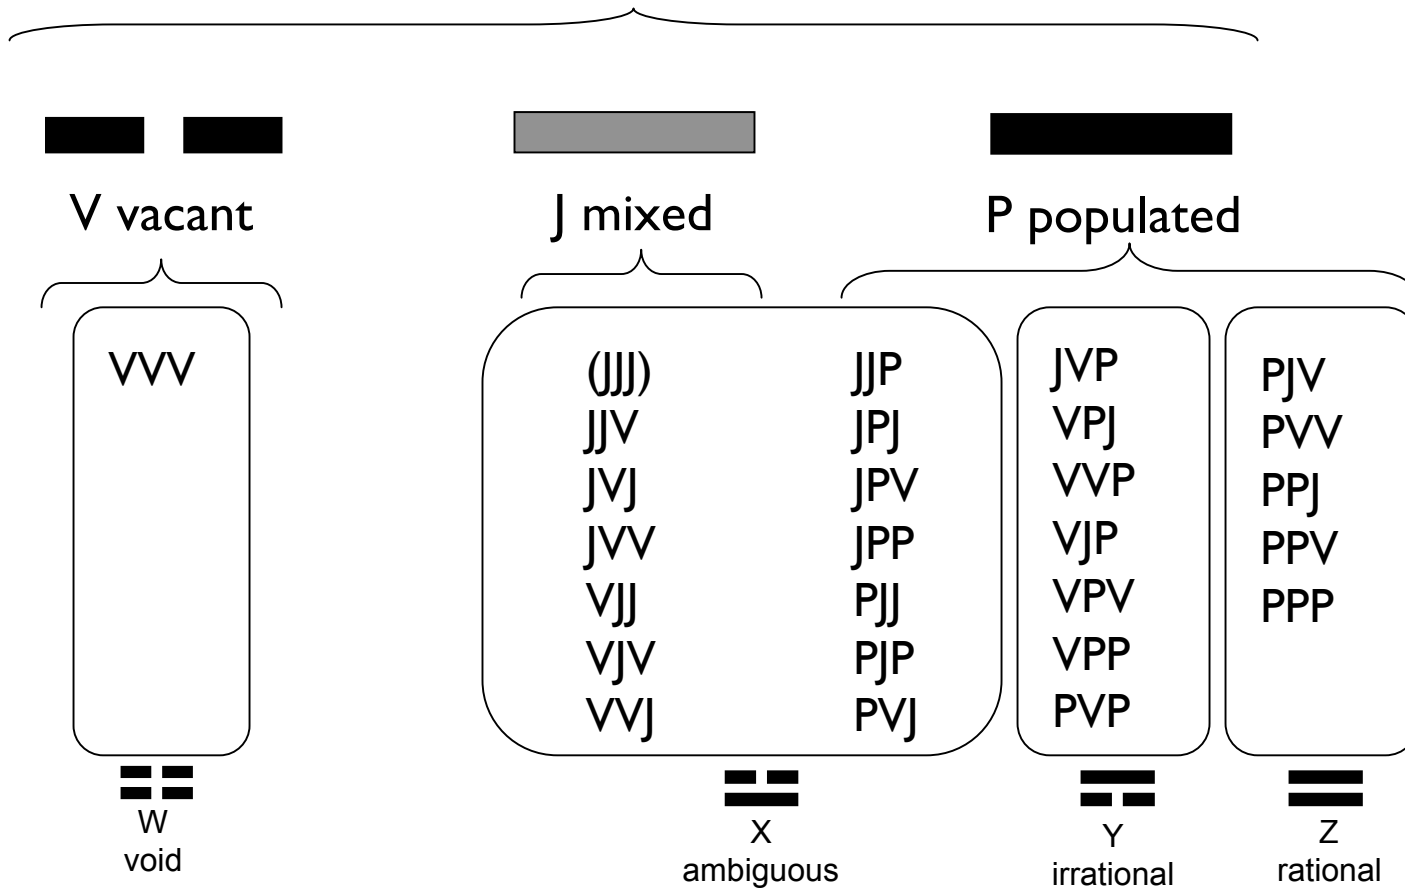 V vacant
J mixed
P populated
VVV
(JJJ)
JJV
JVJ
JVV
VJJ
VJV
VVJ
JJP
JPJ
JPV
JPP
PJJ
PJP
PVJ
JVP
VPJ
VVP
VJP
VPV
VPP
PVP
PJV
PVV
PPJ
PPV
PPP
W
void
X
ambiguous
Y
irrational
Z
rational